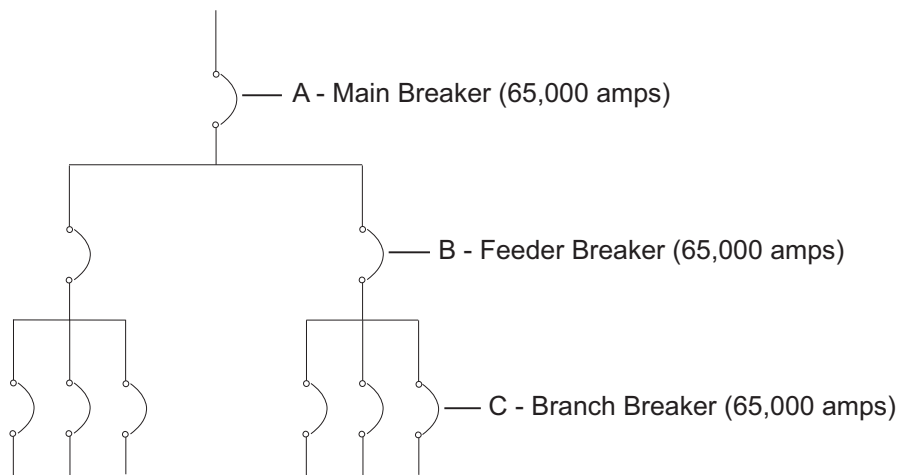 A - Main Breaker (65,000 amps)
B - Feeder Breaker (65,000 amps)
C - Branch Breaker (65,000 amps)